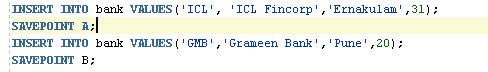 INSERT INTO bank VALUES('ICL', 'ICL Fincorp','Ernakulam',31);
SAVEPOINT A;
INSERT INTO bank VALUES('GMB','Grameen Bank','Pune',20);
SAVEPOINT B;